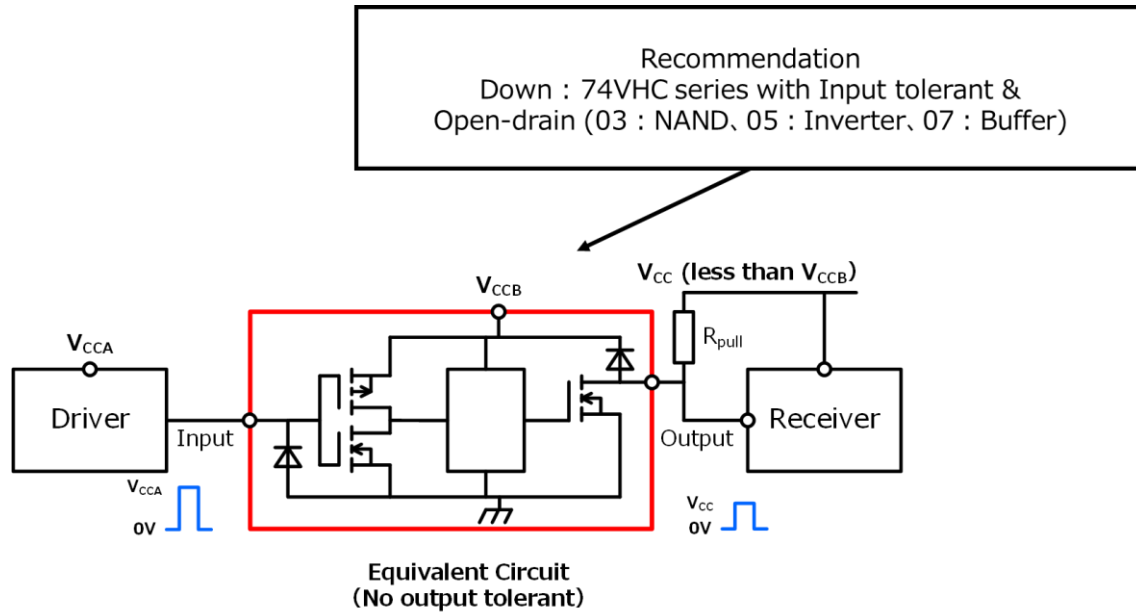 Recommendation
Down : 74VHC series with Input tolerant &
Open-drain (03 : NAND、05 : Inverter、07 : Buffer)
VCC (less than VCCB)
VCCB
VCCA
Rpull
Driver
Input
Output
Receiver
VCCA
0V
VCC
0V
Equivalent Circuit
(No output tolerant)